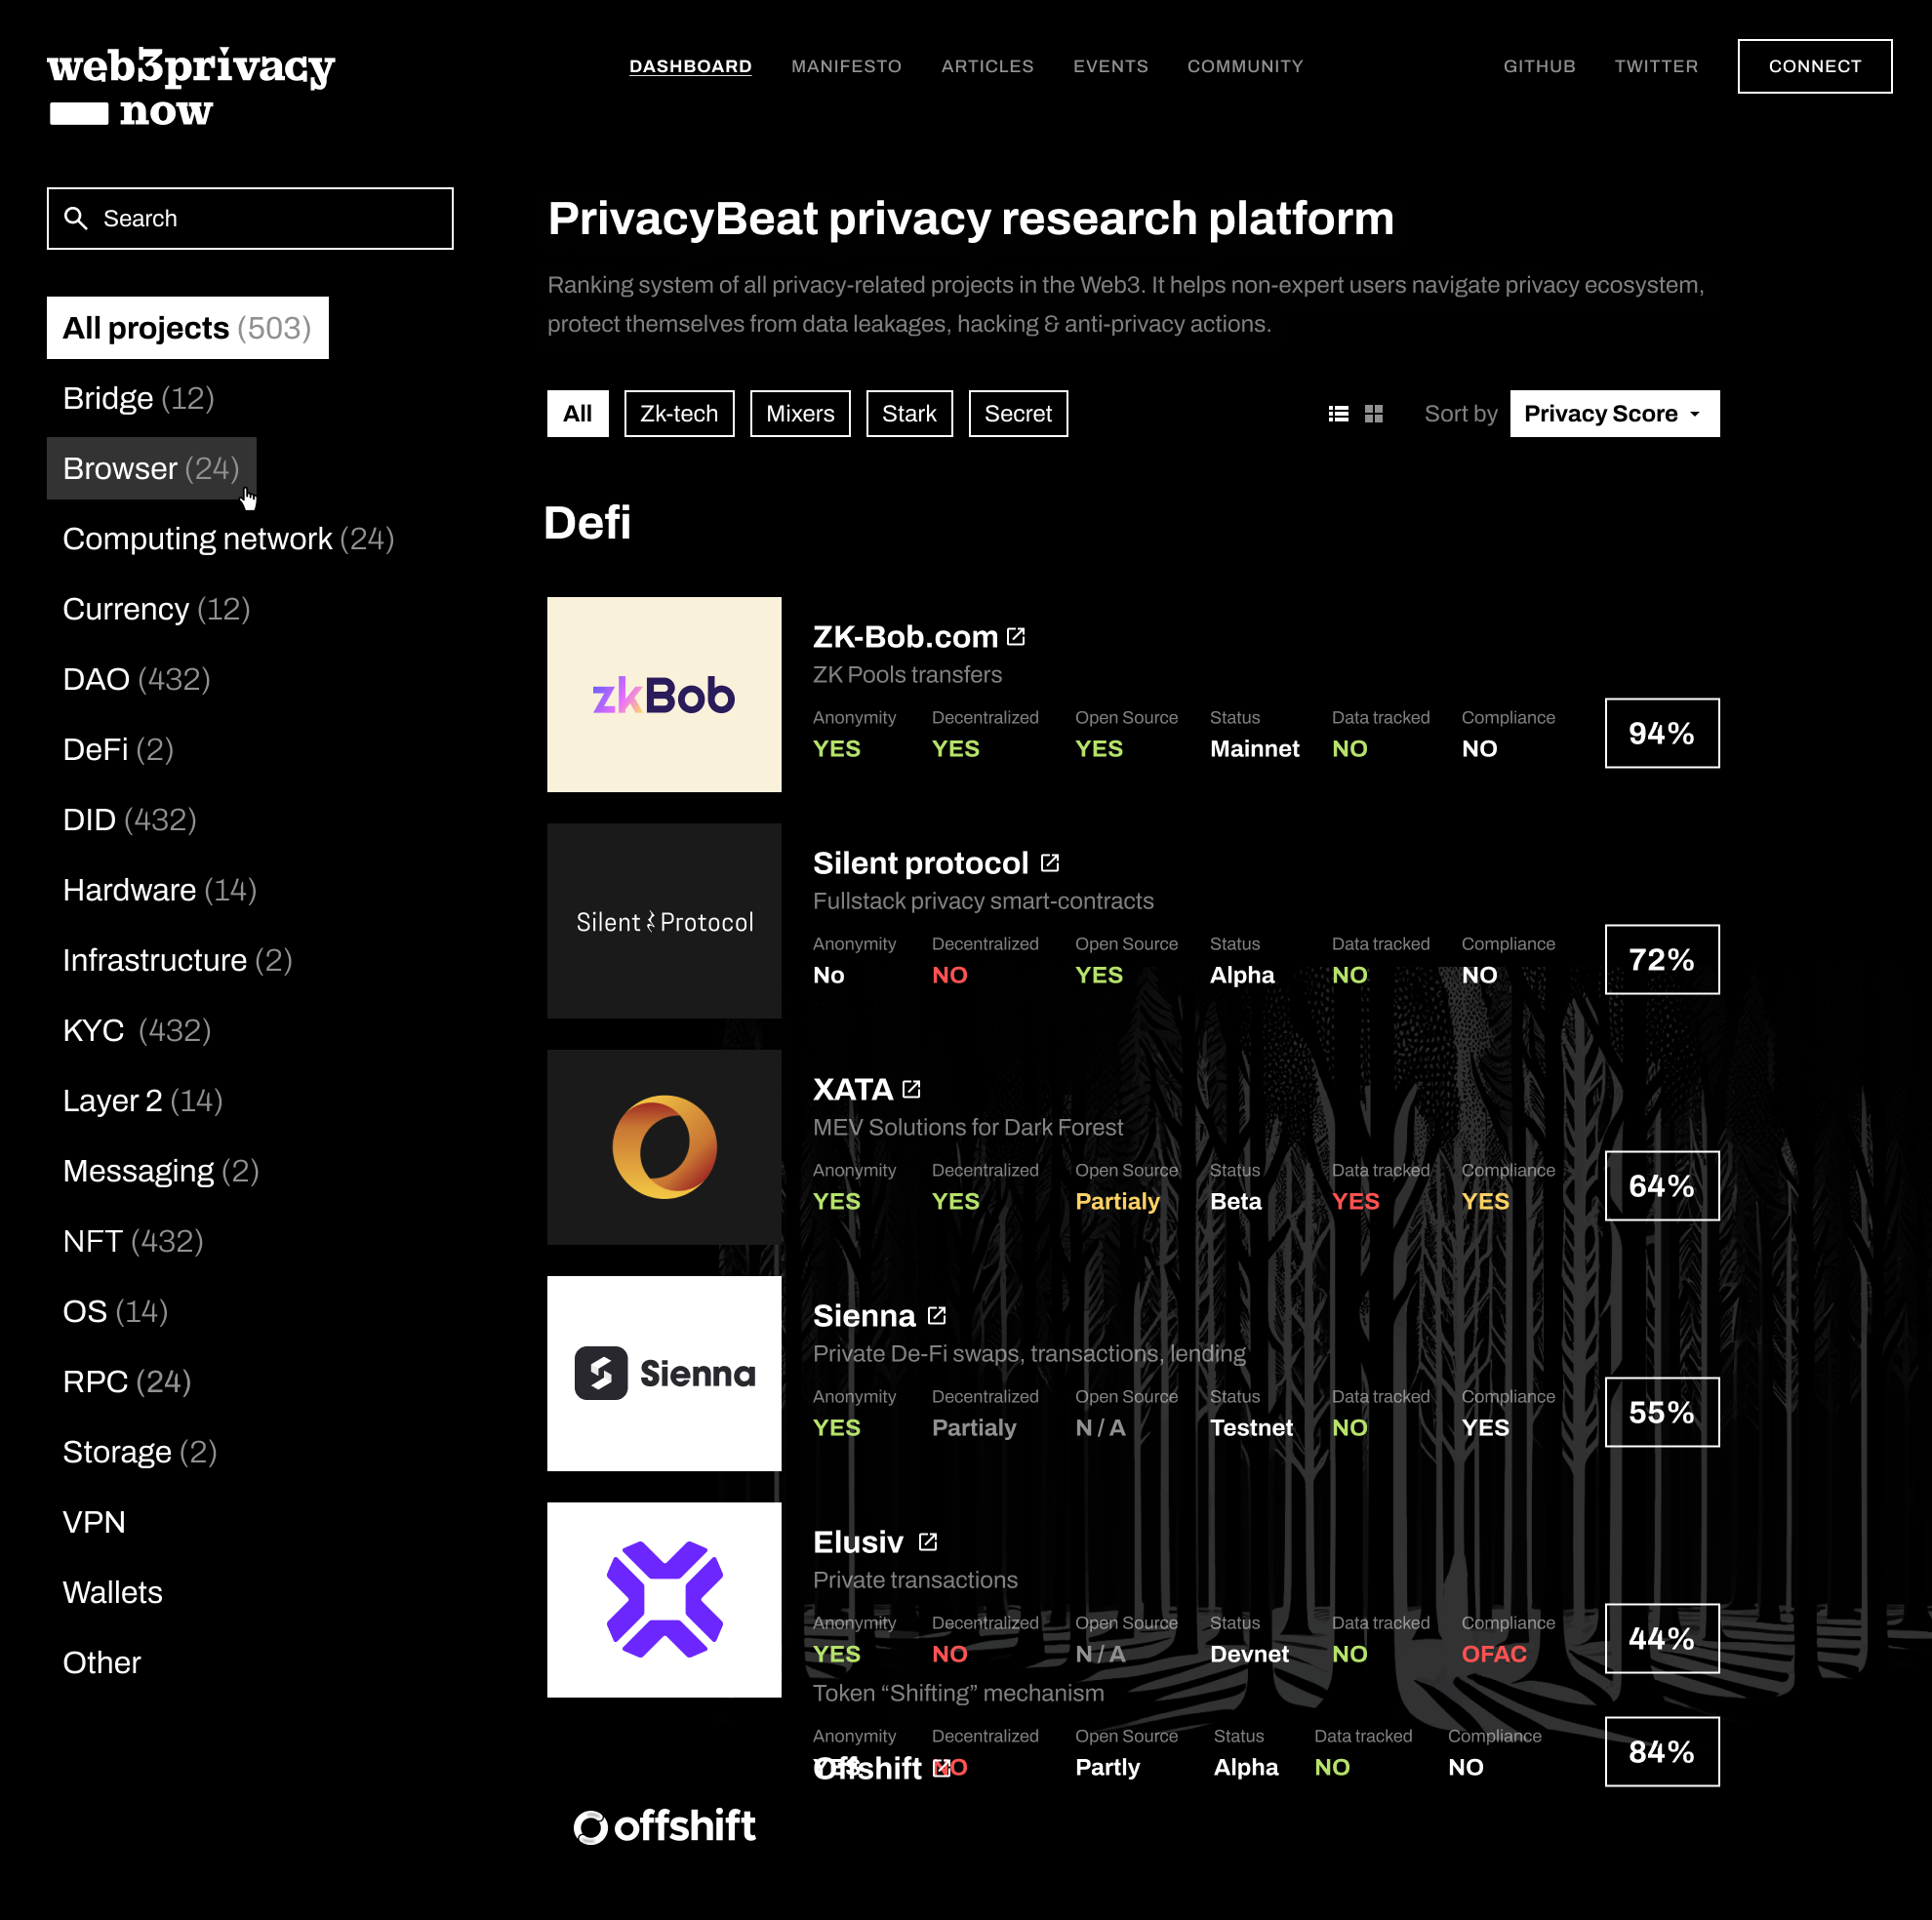 web3privacy
now
DASHBOARD MANIFESTO ARTICLES EVENTS COMMUNITY GITHUB TWITTER CONNECT
Search
All projects (503)
Bridge (12)
Browser (24)
Computing network (24)
Currency (12)
DAO (432)
DeFi (2)
DID (432)
Hardware (14)
Infrastructure (2)
KYC (432)
Layer 2 (14)
Messaging (2)
NFT (432)
OS (14)
RPC (24)
Storage (2)
VPN
Wallets
Other
PrivacyBeat privacy research platform
Ranking system of all privacy-related projects in the Web3. It helps non-expert users navigate privacy ecosystem,
protect themselves from data leakages, hacking & anti-privacy actions.
All Zk-tech Mixers Stark Secret Sort by Privacy Score
Defi
zkBob
ZK-Bob.com
ZK Pools transfers
Anonymity Decentralized Open Source Status Data tracked Compliance
YES YES YES Mainnet NO NO
94%
Silent Protocol
Silent protocol
Fullstack privacy smart-contracts
Anonymity Decentralized Open Source Status Data tracked Compliance
No NO YES Alpha NO NO
72%
XATA
MEV Solutions for Dark Forest
Anonymity Decentralized Open Source Status Data tracked Compliance
YES YES Partialy Beta YES YES
64%
Sienna
Sienna
Private De-Fi swaps, transactions, lending
Anonymity Decentralized Open Source Status Data tracked Compliance
YES Partialy N / A Testnet NO YES
55%
Elusiv
Private transactions
Anonymity Decentralized Open Source Status Data tracked Compliance
YES NO N / A Devnet NO OFAC
44%
Token “Shifting” mechanism
Anonymity Decentralized Open Source Status Data tracked Compliance
YES NO Partly Alpha NO NO
84%
Offshift
offshift